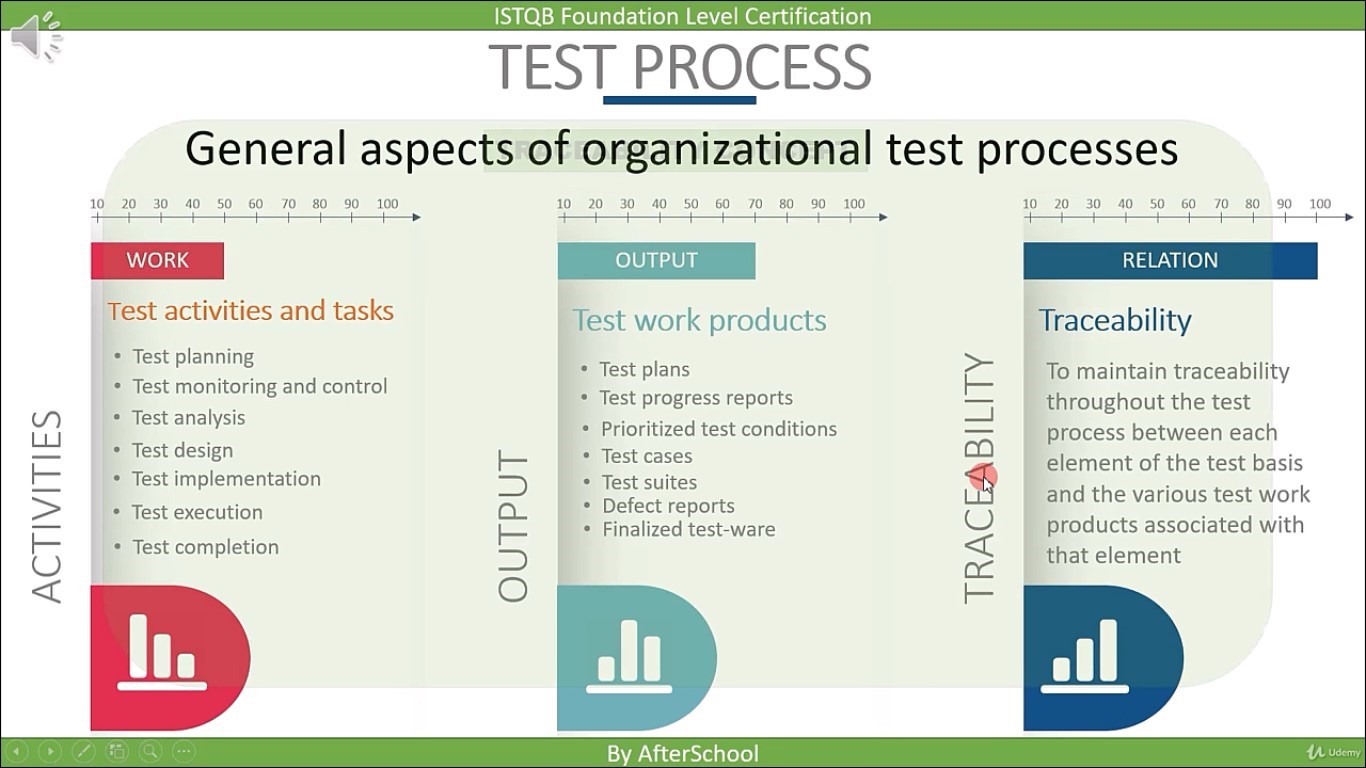 ISTQB Foundation Level Certification
TEST PROCESS
General aspects of organizational test processes
10 20 30 40 50 60 70 80 90 100
WORK
Test activities and tasks
• Test planning
• Test monitoring and control
• Test analysis
• Test design
• Test implementation
• Test execution
• Test completion
ACTIVITIES
10 20 30 40 50 60 70 80 90 100
OUTPUT
Test work products
• Test plans
• Test progress reports
• Prioritized test conditions
• Test cases
• Test suites
• Defect reports
• Finalized test-ware
OUTPUT
10 20 30 40 50 60 70 80 90 100
RELATION
Traceability
To maintain traceability
throughout the test
process between each
element of the test basis
and the various test work
products associated with
that element
TRACEABILITY
By AfterSchool
Udemy